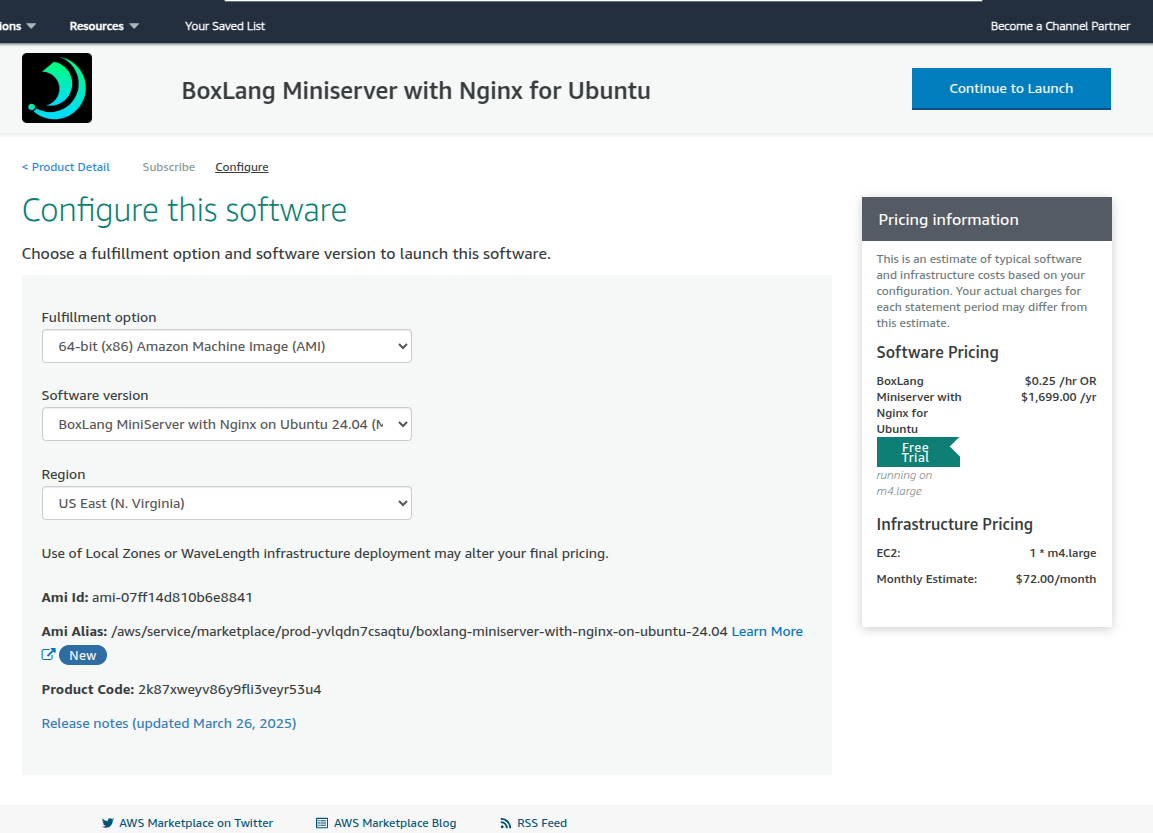 ions
Resources
Your Saved List
Become a Channel Partner
BoxLang Miniserver with Nginx for Ubuntu
Continue to Launch
< Product Detail
Subscribe
Configure
Configure this software
Choose a fulfillment option and software version to launch this software.
Fulfillment option
64-bit (x86) Amazon Machine Image (AMI)
Software version
BoxLang MiniServer with Nginx on Ubuntu 24.04 (M
Region
US East (N. Virginia)
Use of Local Zones or WaveLength infrastructure deployment may alter your final pricing.
Ami Id: ami-07ff14d810b6e8841
Ami Alias: /aws/service/marketplace/prod-yvlqdn7csaqtu/boxlang-miniserver-with-nginx-on-ubuntu-24.04 Learn More
New
Product Code: 2k87xweyv86y9fli3veyr53u4
Release notes (updated March 26, 2025)
Pricing information
This is an estimate of typical software
and infrastructure costs based on your
configuration. Your actual charges for
each statement period may differ from
this estimate.
Software Pricing
BoxLang $0.25 /hr OR
Miniserver with $1,699.00 /yr
Nginx for
Ubuntu
Free
Trial
running on
m4.large
Infrastructure Pricing
EC2: 1 * m4.large
Monthly Estimate: $72.00/month
AWS Marketplace on Twitter
AWS Marketplace Blog
RSS Feed